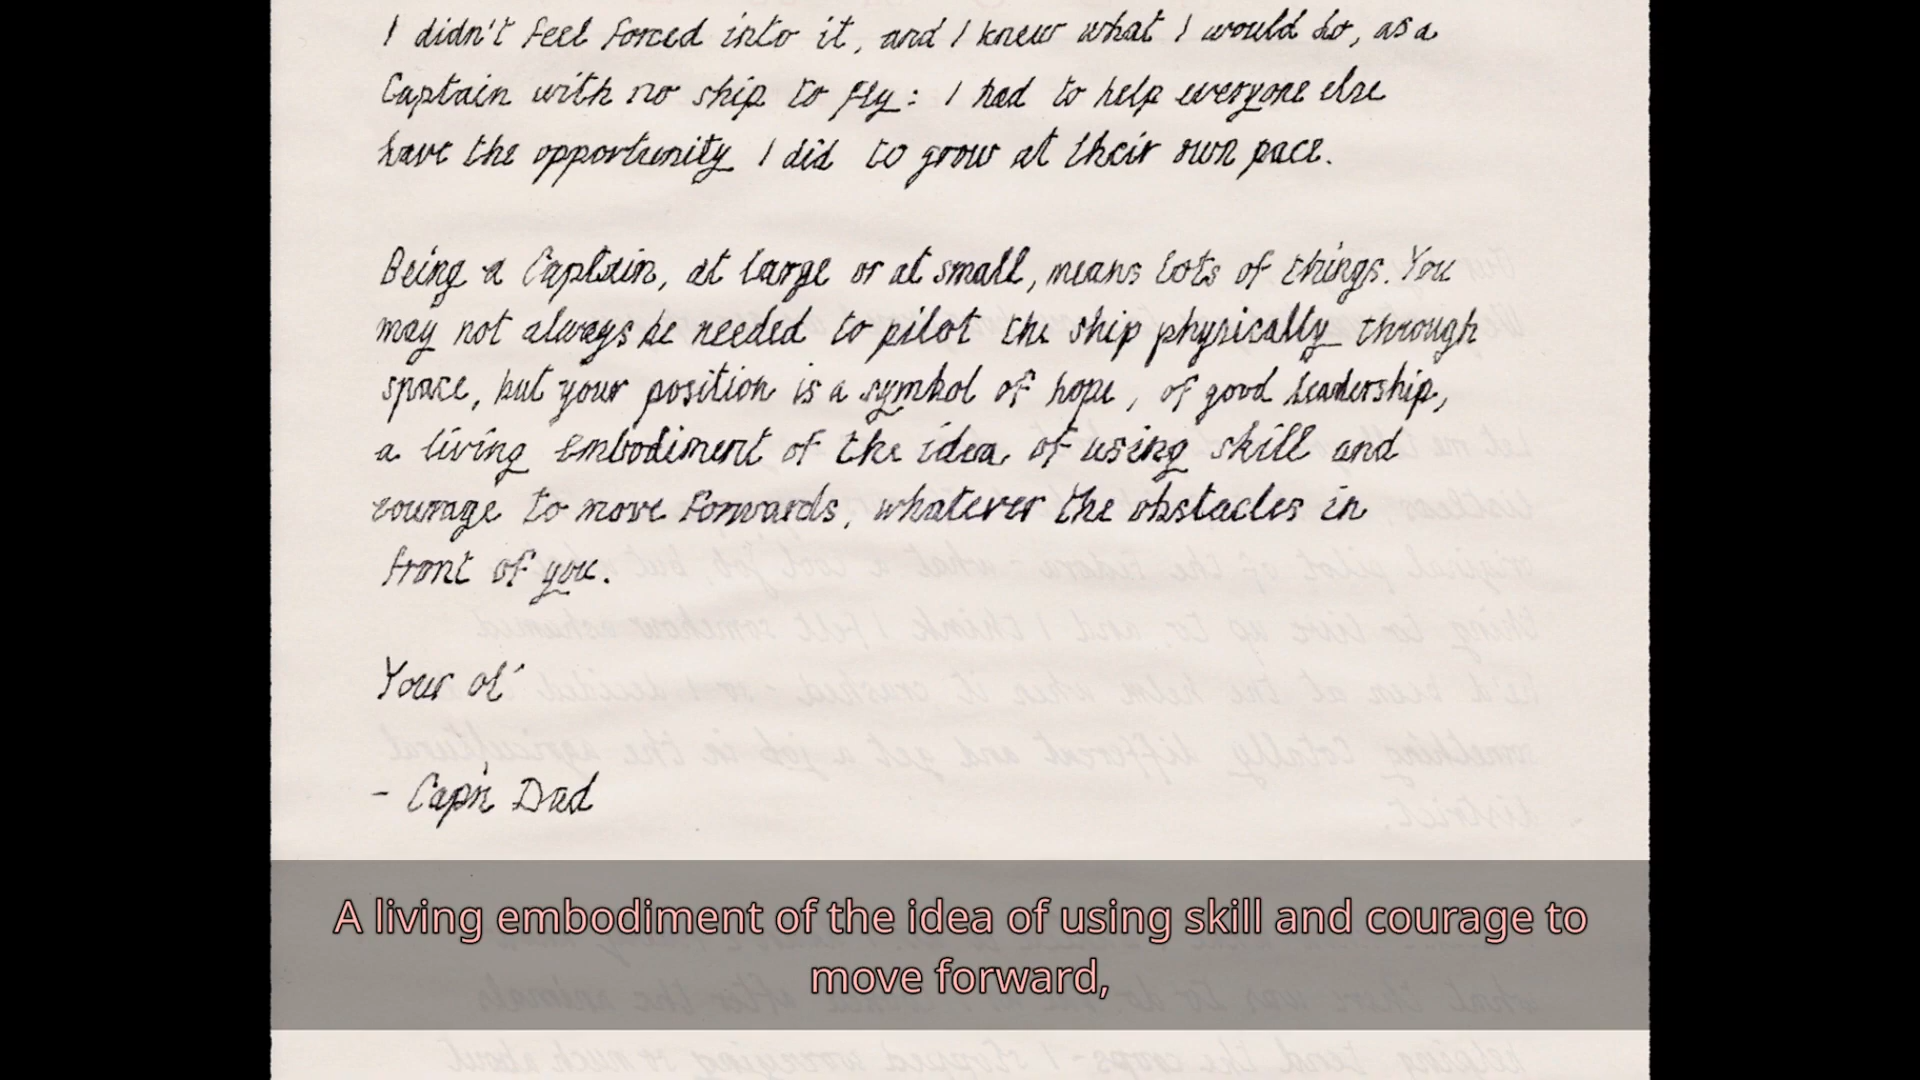 I didn't feel forced into it, and I knew what I would do, as a
Captain with no ship to fly: I had to help everyone else
have the opportunity I did to grow at their own pace.
Being a Captain, at large or at small, means lots of things. You
may not always be needed to pilot the ship physically through
space, but your position is a symbol of hope, of good leadership,
a living embodiment of the idea of using skill and
courage to move forwards, whatever the obstacles in
front of you.
Your ol'
- Cap'n Dad
A living embodiment of the idea of using skill and courage to
move forward,